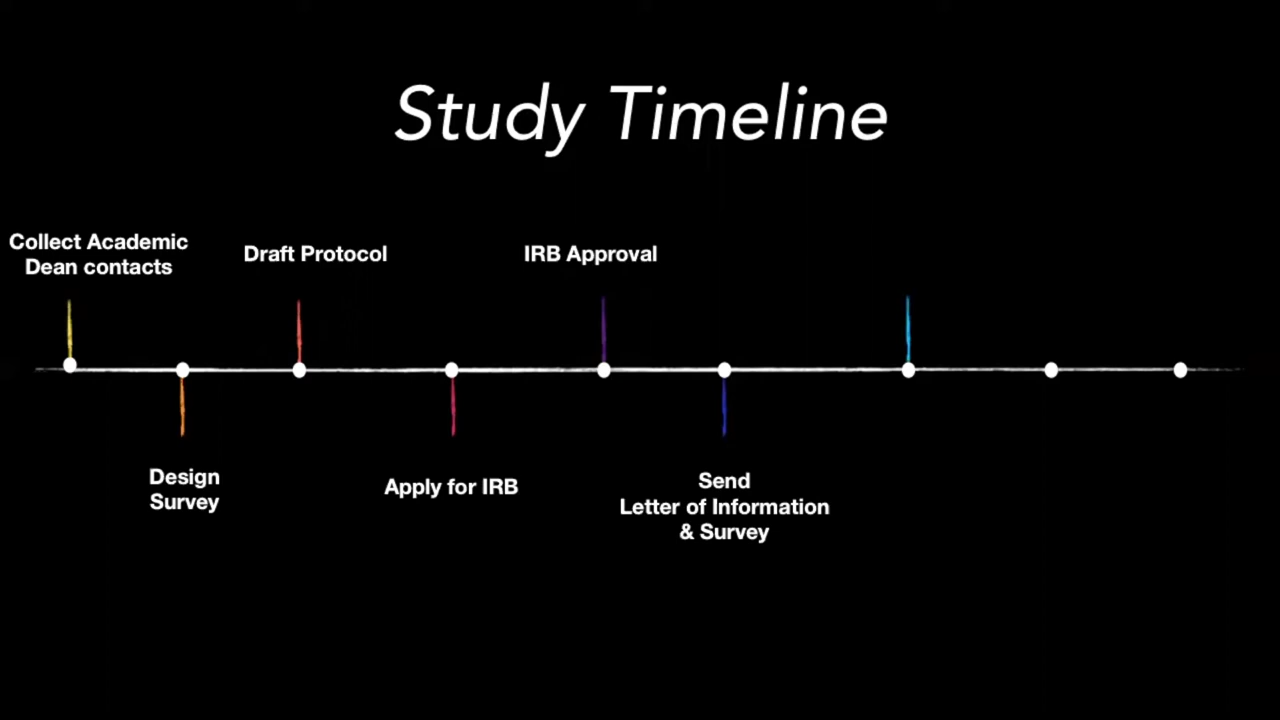 Study Timeline
Collect Academic
Dean contacts
Draft Protocol
IRB Approval
Design
Survey
Apply for IRB
Send
Letter of Information
& Survey